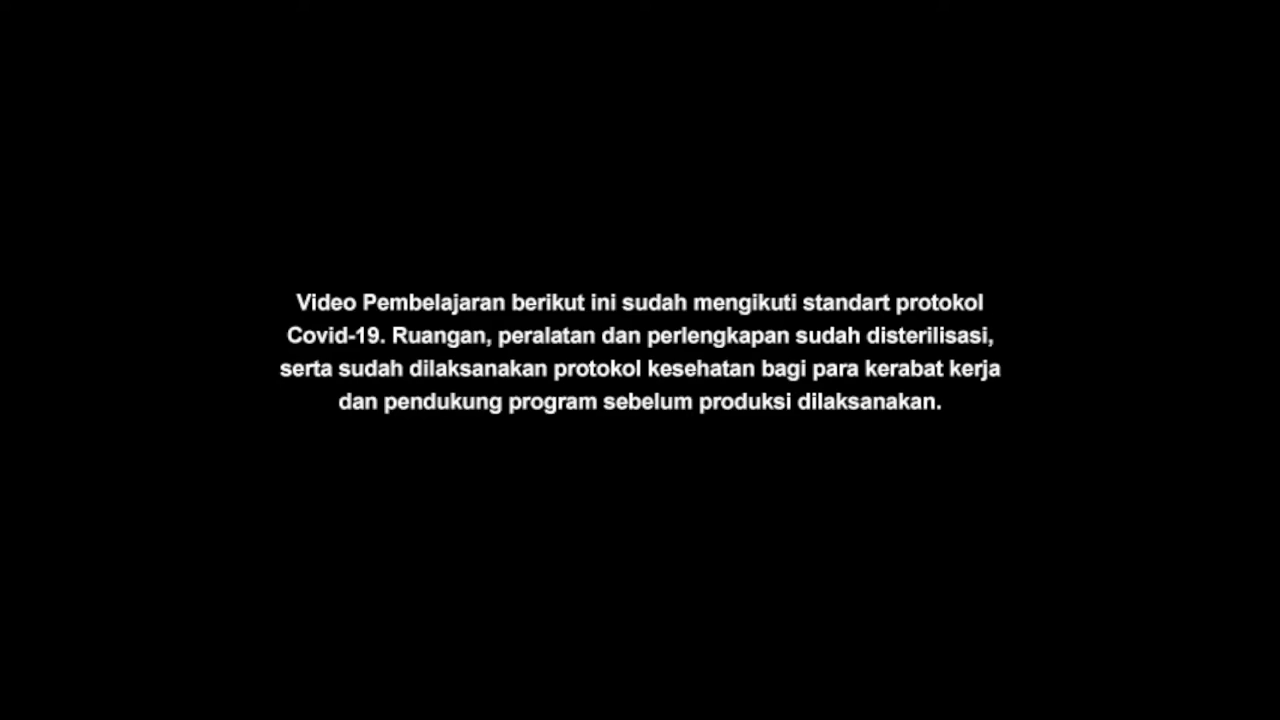 Video Pembelajaran berikut ini sudah mengikuti standart protokol
Covid-19. Ruangan, peralatan dan perlengkapan sudah disterilisasi,
serta sudah dilaksanakan protokol kesehatan bagi para kerabat kerja
dan pendukung program sebelum produksi dilaksanakan.